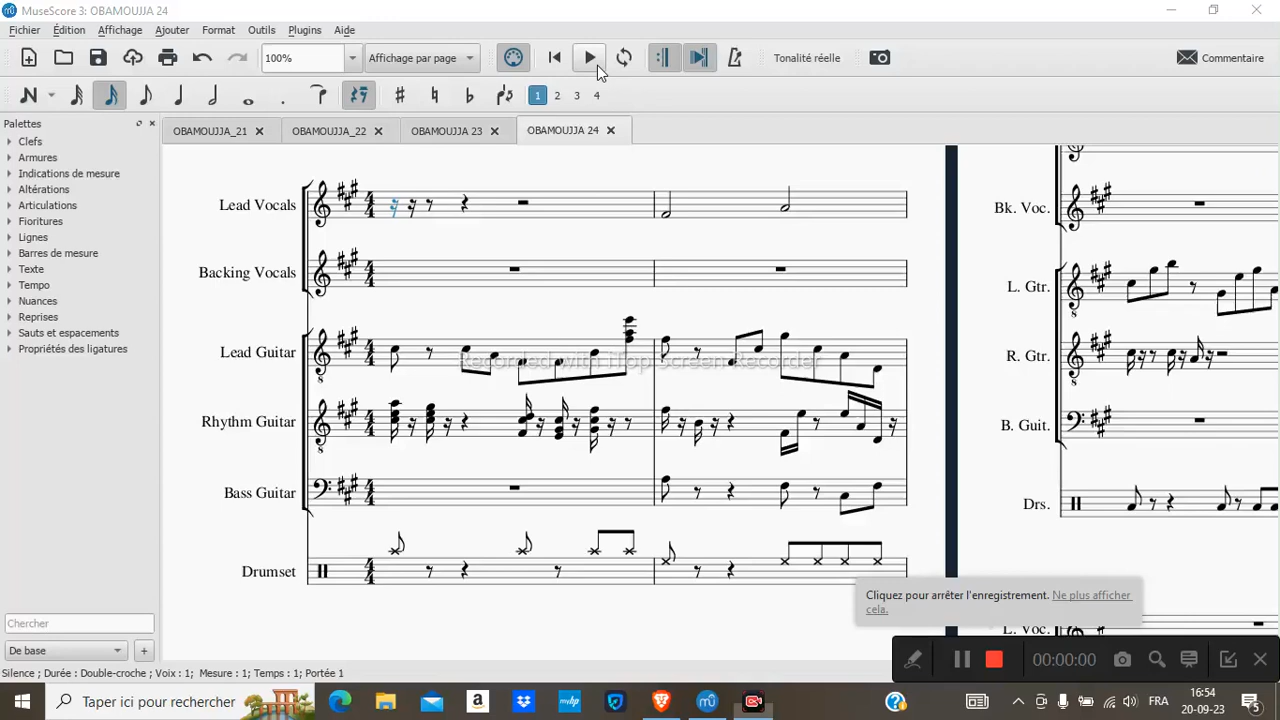 MuseScore 3: OBAMOUJJA 24
Fichier Édition Affichage Ajouter Format Outils Plugins Aide
100% Affichage par page Tonalité réelle Commentaire
1 2 3 4
Palettes
OBAMOUJJA_21 OBAMOUJJA_22 OBAMOUJJA 23 OBAMOUJJA 24
Clefs
Armures
Indications de mesure
Altérations
Articulations
Fioritures
Lignes
Barres de mesure
Texte
Tempo
Nuances
Reprises
Sauts et espacements
Propriétés des ligatures
Chercher
De base
Lead Vocals
Backing Vocals
Lead Guitar
Rhythm Guitar
Bass Guitar
Drumset
Recorded with iTop Screen Recorder
Bk. Voc.
L. Gtr.
R. Gtr.
B. Guit.
Drs.
L. Voc.
Cliquez pour arrêter l'enregistrement. Ne plus afficher
cela.
00:00:00
Silence ; Durée : Double-croche ; Voix : 1; Mesure : 1; Temps : 1; Portée 1
Taper ici pour rechercher
FRA
16:54
20-09-23
5